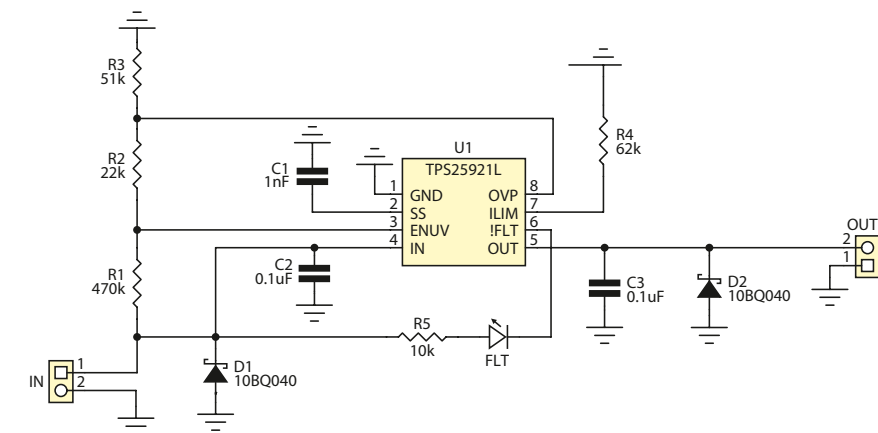 R3
51k
R2
22k
R1
470k
IN
1
2
D1
10BQ040
C1
1nF
C2
0.1uF
U1
TPS25921L
1
GND
2
SS
3
ENUV
4
IN
8
OVP
7
ILIM
6
!FLT
5
OUT
R4
62k
R5
10k
FLT
C3
0.1uF
D2
10BQ040
OUT
2
1